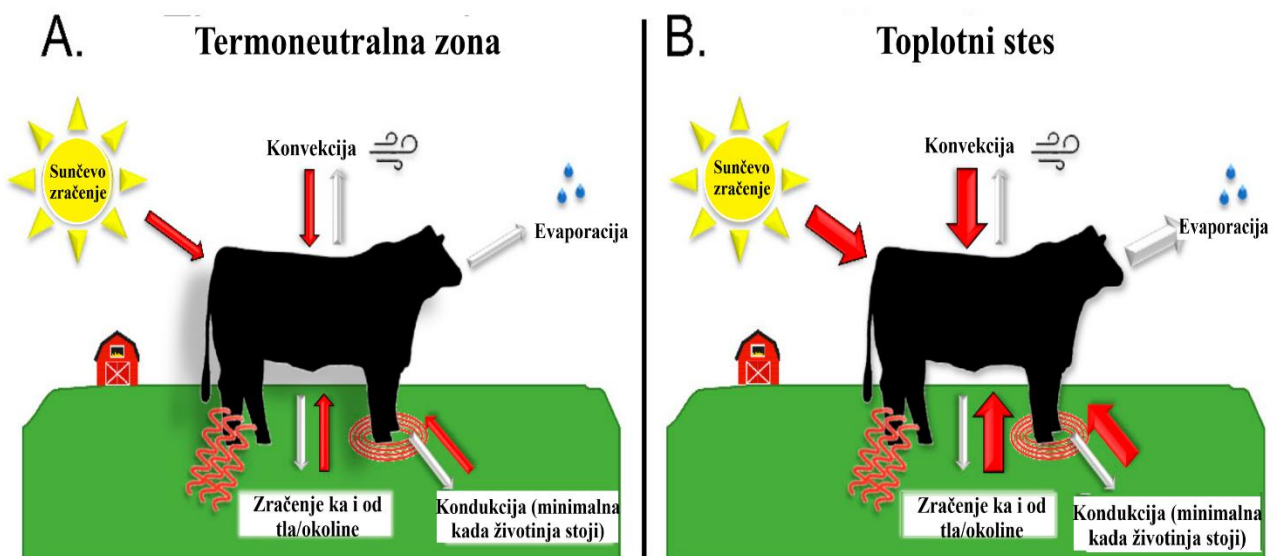 A.
Termoneutralna zona
Sunčevo
zračenje
Konvekcija
Evaporacija
Zračenje ka i od
tla/okoline
Kondukcija (minimalna
kada životinja stoji)
B.
Toplotni stes
Sunčevo
zračenje
Konvekcija
Evaporacija
Zračenje ka i od
tla/okoline
Kondukcija (minimalna
kada životinja stoji)